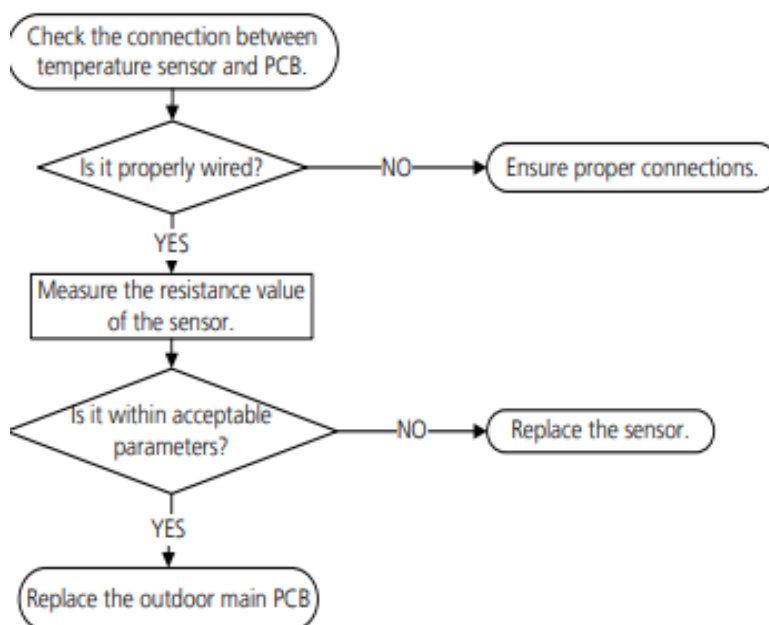 Check the connection between
temperature sensor and PCB.
Is it properly wired?
NO
Ensure proper connections.
YES
Measure the resistance value
of the sensor.
Is it within acceptable
parameters?
NO
Replace the sensor.
YES
Replace the outdoor main PCB